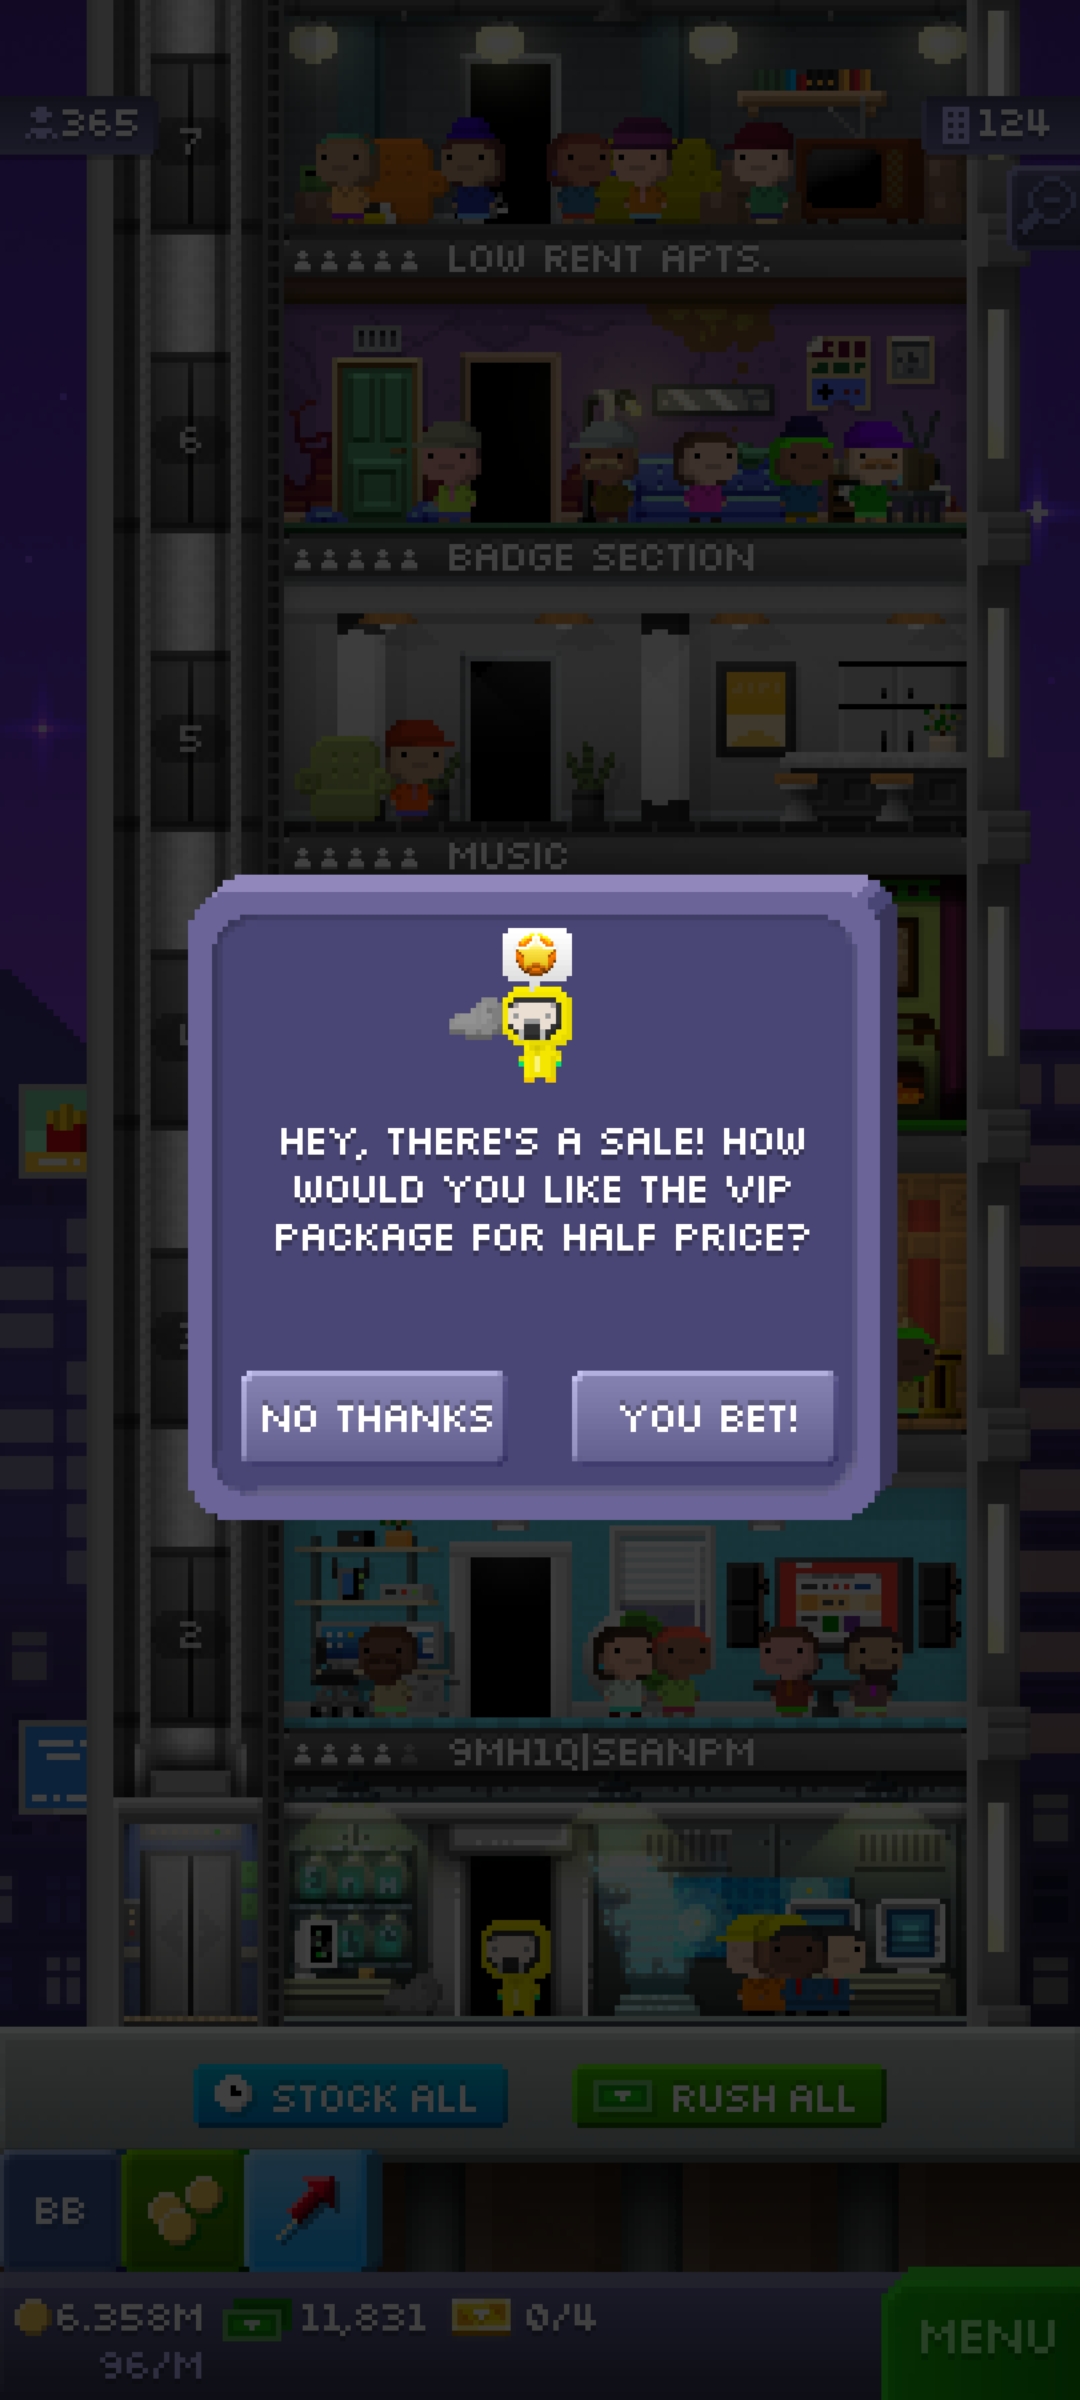 365
7
124
LOW RENT APTS.
6
BADGE SECTION
5
MUSIC
HEY, THERE'S A SALE! HOW
WOULD YOU LIKE THE VIP
PACKAGE FOR HALF PRICE?
NO THANKS
YOU BET!
2
9MH1Q|SEANPM
STOCK ALL
RUSH ALL
BB
6.358M
11,831
0/4
96/M
MENU